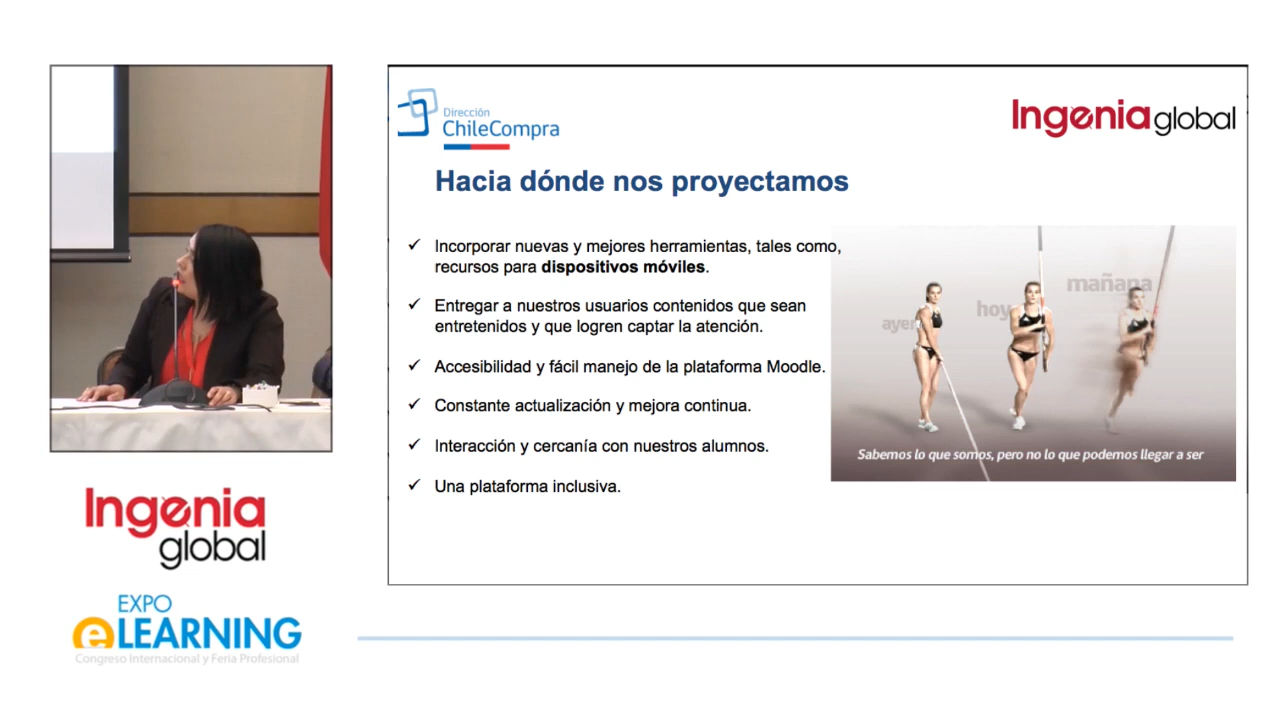 Dirección
ChileCompra
Ingenia global
Hacia dónde nos proyectamos
✓ Incorporar nuevas y mejores herramientas, tales como,
recursos para dispositivos móviles.
✓ Entregar a nuestros usuarios contenidos que sean
entretenidos y que logren captar la atención.
✓ Accesibilidad y fácil manejo de la plataforma Moodle.
✓ Constante actualización y mejora continua.
✓ Interacción y cercanía con nuestros alumnos.
✓ Una plataforma inclusiva.
ayer
hoy
mañana
Sabemos lo que somos, pero no lo que podemos llegar a ser
Ingenia
global
EXPO
eLEARNING
Congreso Internacional y Feria Profesional